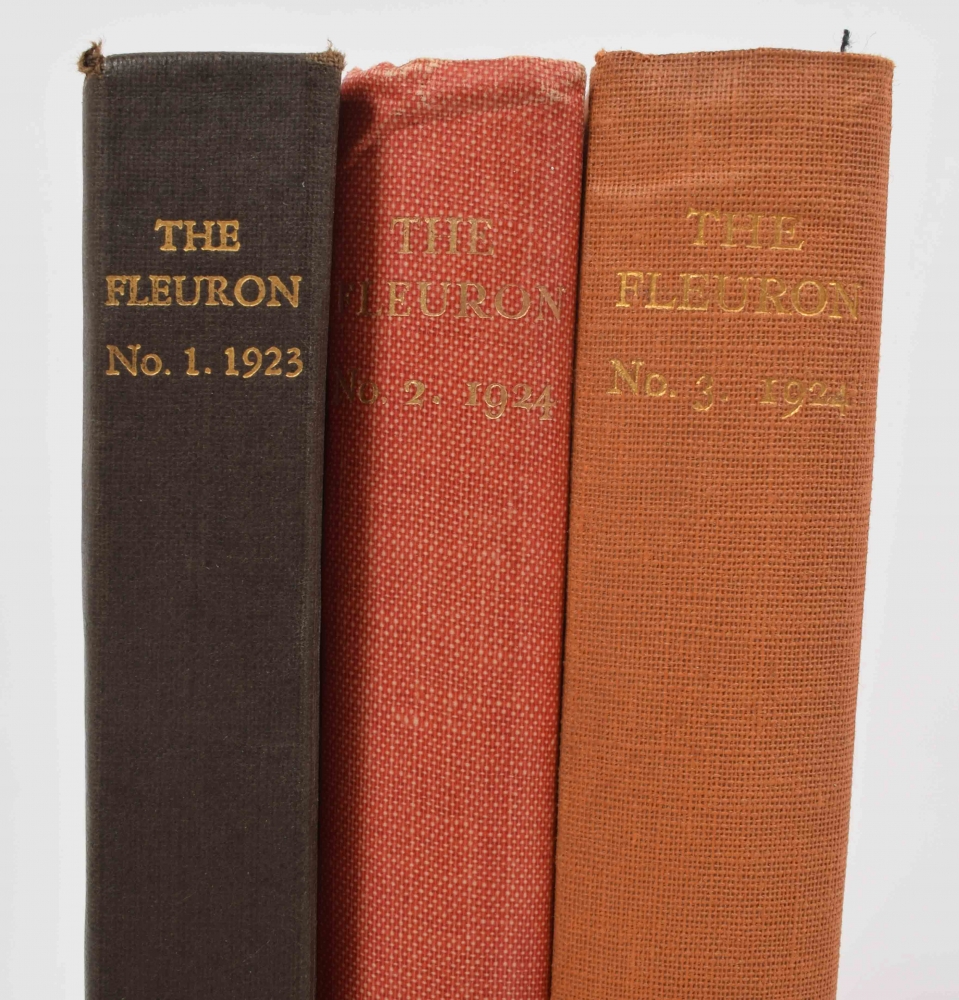 THE
FLEURON
No. 1. 1923
THE
FLEURON
No. 2. 1924
THE
FLEURON
No. 3. 1924